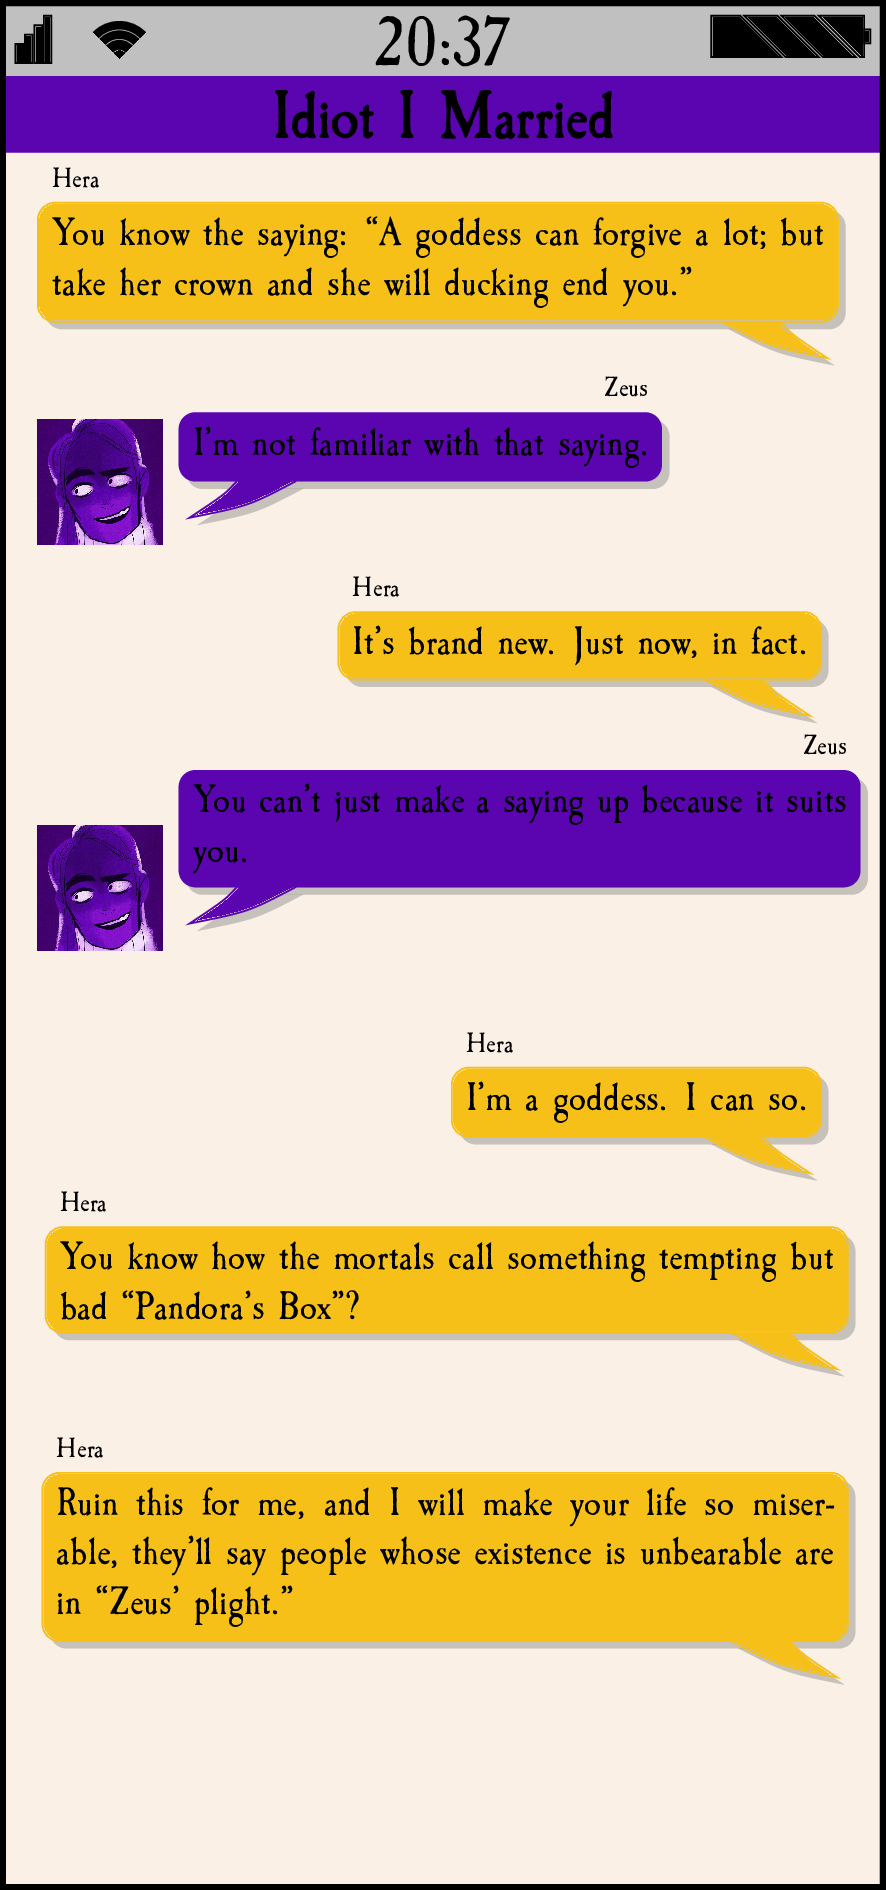 20:37
Idiot I Married
Hera
You know the saying: “A goddess can forgive a lot; but
take her crown and she will ducking end you.”
Zeus
I’m not familiar with that saying.
Hera
It’s brand new. Just now, in fact.
Zeus
You can’t just make a saying up because it suits
you.
Hera
I’m a goddess. I can so.
Hera
You know how the mortals call something tempting but
bad “Pandora’s Box”?
Hera
Ruin this for me, and I will make your life so miser-
able, they’ll say people whose existence is unbearable are
in “Zeus’ plight.”